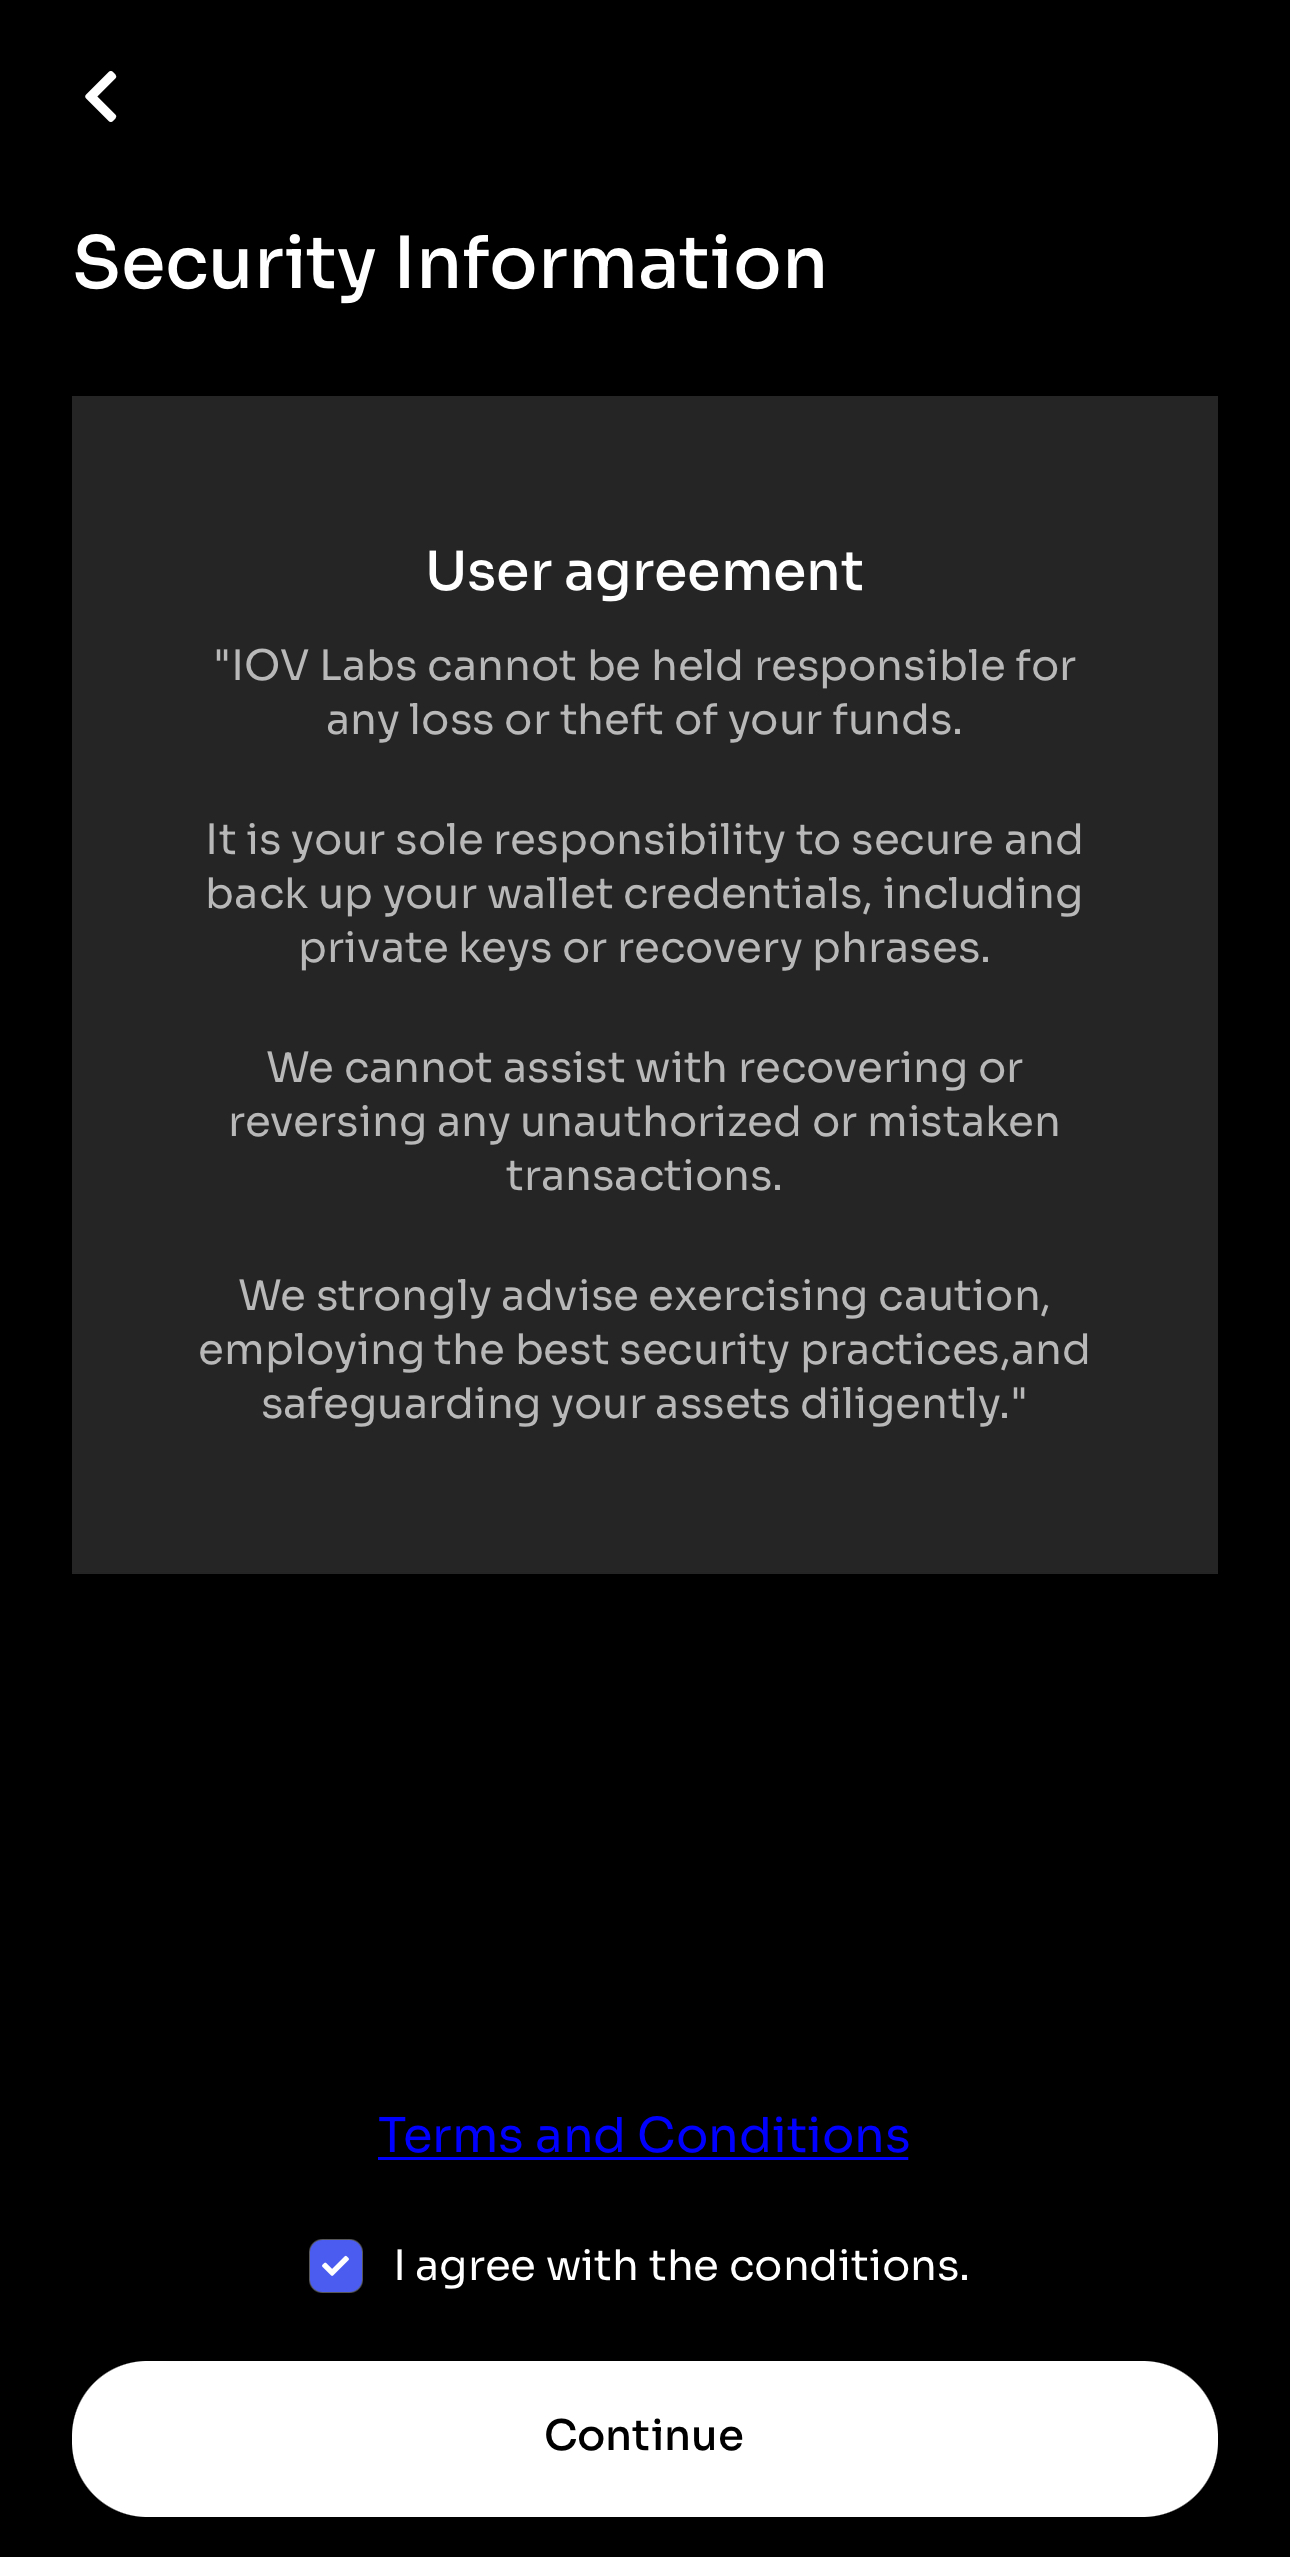 Security Information
User agreement
"IOV Labs cannot be held responsible for
any loss or theft of your funds.
It is your sole responsibility to secure and
back up your wallet credentials, including
private keys or recovery phrases.
We cannot assist with recovering or
reversing any unauthorized or mistaken
transactions.
We strongly advise exercising caution,
employing the best security practices,and
safeguarding your assets diligently."
Terms and Conditions
I agree with the conditions.
Continue